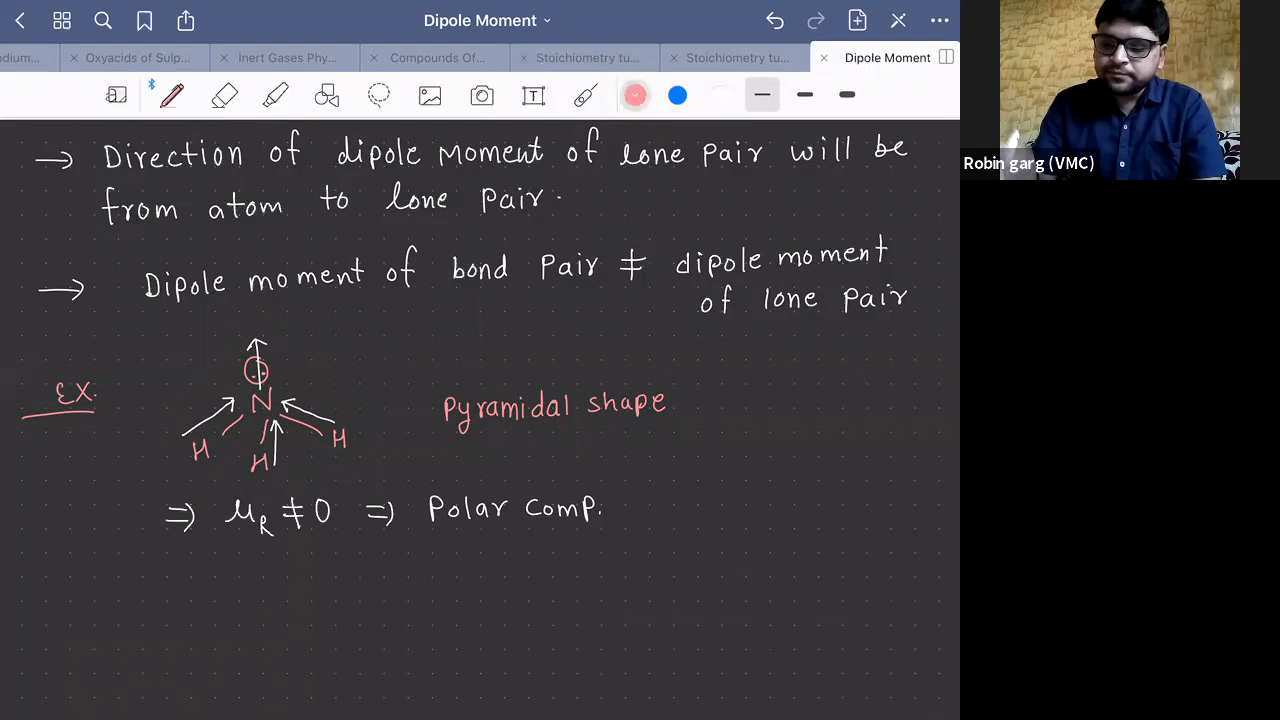 Dipole Moment
odium...
Oxyacids of Sulp...
Inert Gases Phy...
Compounds Of...
Stoichiometry tu...
Stoichiometry tu...
Dipole Moment
T
Robin garg (VMC)
→ Direction of dipole Moment of lone Pair will be
from atom to lone Pair.
→ Dipole moment of bond Pair ≠ dipole moment
of lone Pair
EX.
N
H
H
H
Pyramidal shape
⇒ μR ≠ 0 ⇒ Polar Comp.